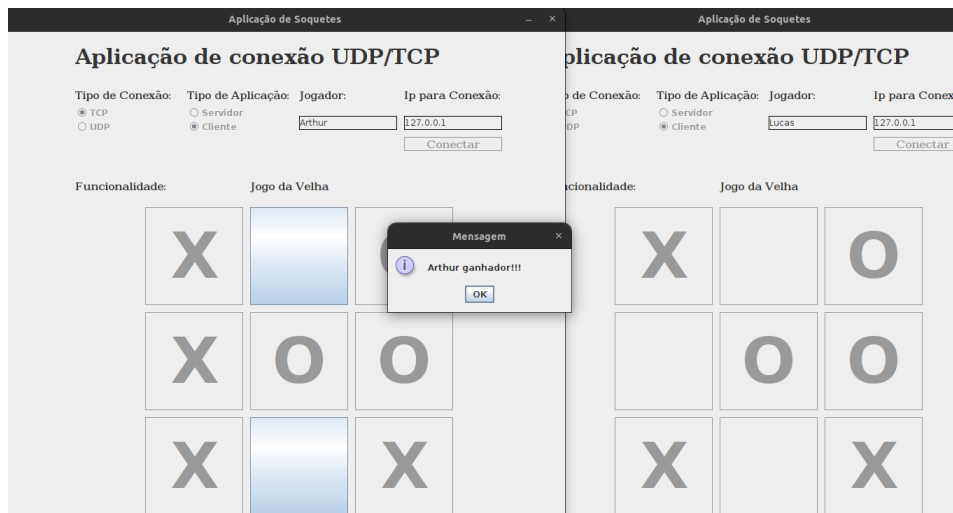 Aplicação de Soquetes
Aplicação de conexão UDP/TCP
Tipo de Conexão: Tipo de Aplicação: Jogador: Ip para Conexão:
TCP Servidor
UDP Cliente Arthur 127.0.0.1
Conectar
Funcionalidade: Jogo da Velha
X
X O O
X X
Mensagem
Arthur ganhador!!!
OK
Aplicação de Soquetes
plicação de conexão UDP/TCP
de Conexão: Tipo de Aplicação: Jogador: Ip para Conex
CP Servidor
DP Cliente Lucas 127.0.0.1
Conectar
cionalidade: Jogo da Velha
X O
O O
X X